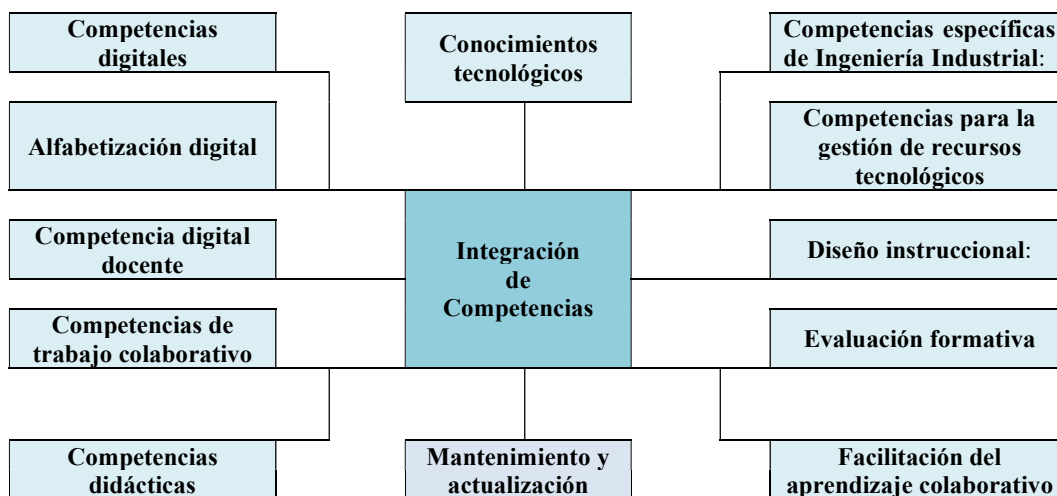 Competencias
digitales
Conocimientos
tecnológicos
Competencias específicas
de Ingeniería Industrial:
Alfabetización digital
Competencias para la
gestión de recursos
tecnológicos
Competencia digital
docente
Integración
de
Competencias
Diseño instruccional:
Competencias de
trabajo colaborativo
Evaluación formativa
Competencias
didácticas
Mantenimiento y
actualización
Facilitación del
aprendizaje colaborativo